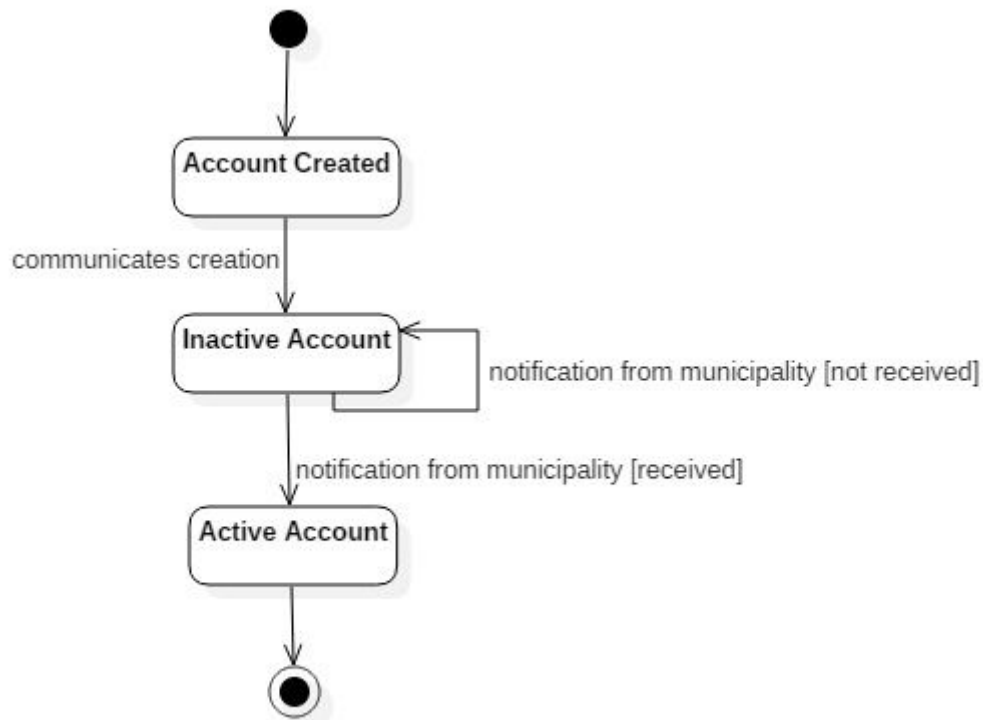 Account Created
communicates creation
Inactive Account
notification from municipality [not received]
notification from municipality [received]
Active Account